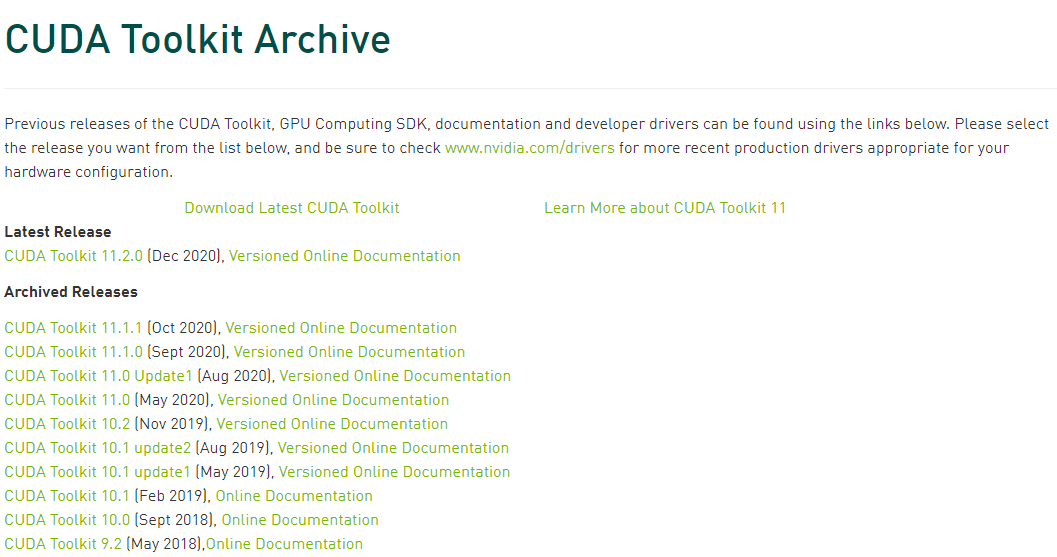 CUDA Toolkit Archive
Previous releases of the CUDA Toolkit, GPU Computing SDK, documentation and developer drivers can be found using the links below. Please select
the release you want from the list below, and be sure to check www.nvidia.com/drivers for more recent production drivers appropriate for your
hardware configuration.
Download Latest CUDA Toolkit Learn More about CUDA Toolkit 11
Latest Release
CUDA Toolkit 11.2.0 (Dec 2020), Versioned Online Documentation
Archived Releases
CUDA Toolkit 11.1.1 (Oct 2020), Versioned Online Documentation
CUDA Toolkit 11.1.0 (Sept 2020), Versioned Online Documentation
CUDA Toolkit 11.0 Update1 (Aug 2020), Versioned Online Documentation
CUDA Toolkit 11.0 (May 2020), Versioned Online Documentation
CUDA Toolkit 10.2 (Nov 2019), Versioned Online Documentation
CUDA Toolkit 10.1 update2 (Aug 2019), Versioned Online Documentation
CUDA Toolkit 10.1 update1 (May 2019), Versioned Online Documentation
CUDA Toolkit 10.1 (Feb 2019), Online Documentation
CUDA Toolkit 10.0 (Sept 2018), Online Documentation
CUDA Toolkit 9.2 (May 2018),Online Documentation